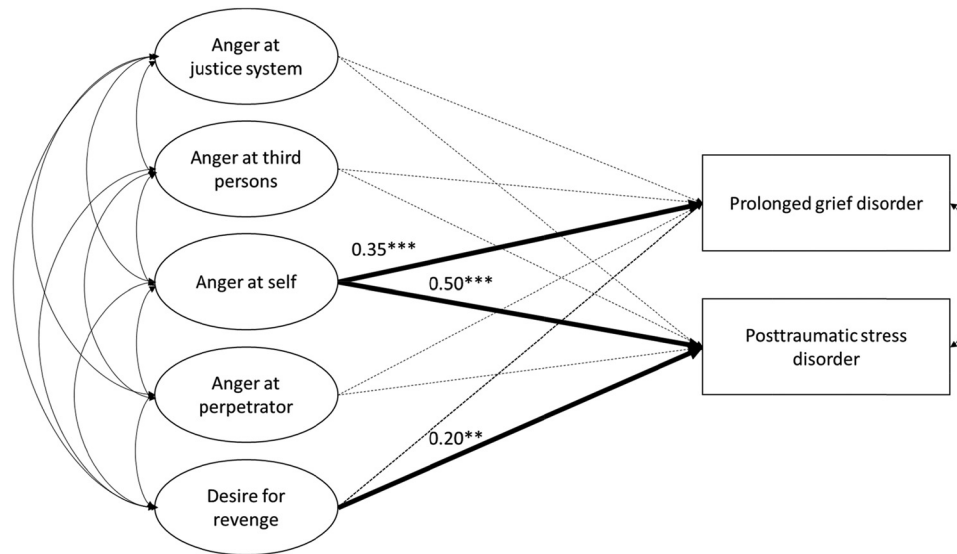 Anger at
justice system
Anger at third
persons
Prolonged grief disorder
0.35***
Anger at self
0.50***
Posttraumatic stress
disorder
Anger at
perpetrator
0.20**
Desire for
revenge